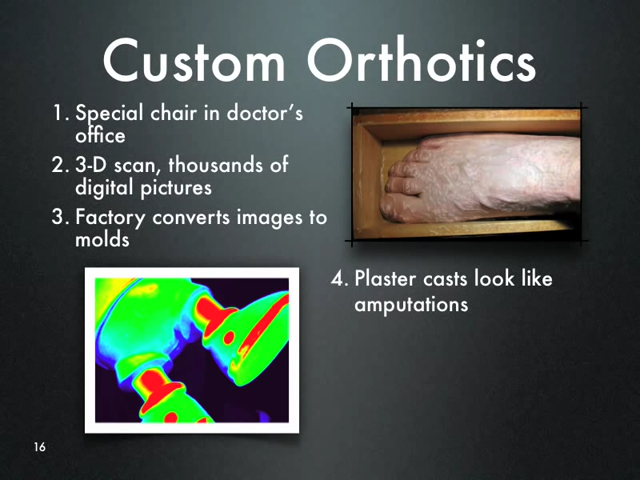 Custom Orthotics
1. Special chair in doctor's
office
2. 3-D scan, thousands of
digital pictures
3. Factory converts images to
molds
4. Plaster casts look like
amputations
16